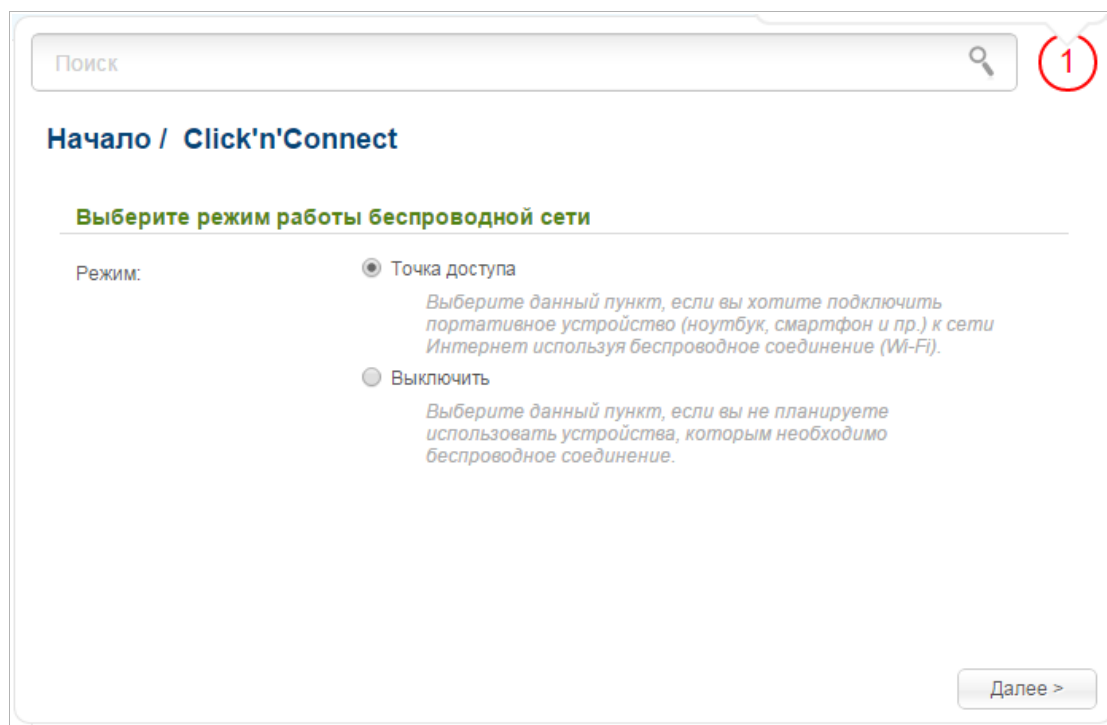 Поиск
1
Начало / Click'n'Connect
Выберите режим работы беспроводной сети
Режим:
Точка доступа
Выберите данный пункт, если вы хотите подключить
портативное устройство (ноутбук, смартфон и пр.) к сети
Интернет используя беспроводное соединение (Wi-Fi).
Выключить
Выберите данный пункт, если вы не планируете
использовать устройства, которым необходимо
беспроводное соединение.
Далее >